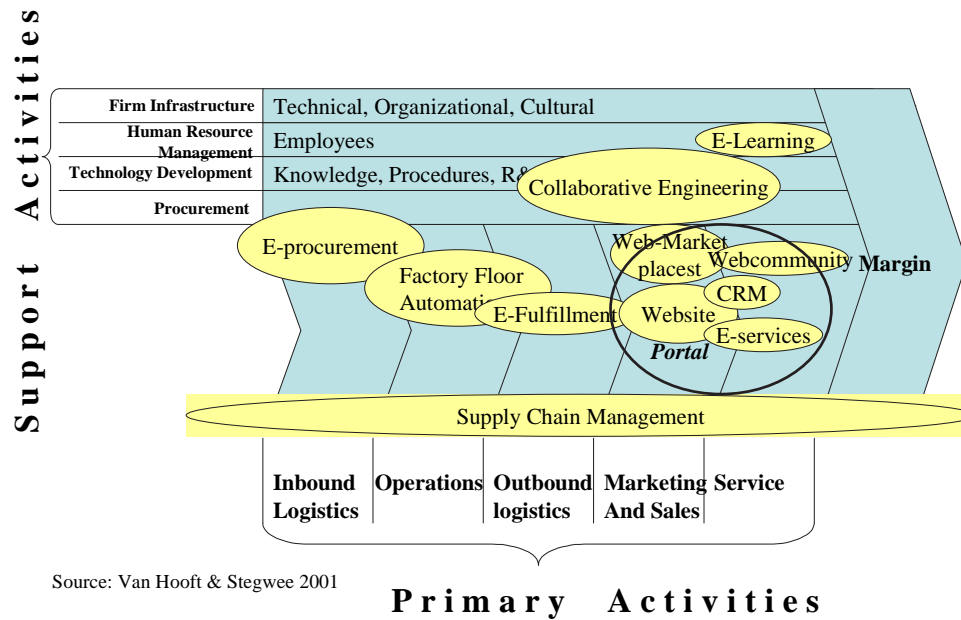 Support Activities
Firm Infrastructure
Technical, Organizational, Cultural
Human Resource
Management
Employees
E-Learning
Technology Development
Knowledge, Procedures, R&
Collaborative Engineering
Procurement
E-procurement
Factory Floor
Automatic
E-Fulfillment
Web-Market
placest
Webcommunity
Margin
CRM
Website
E-services
Portal
Supply Chain Management
Inbound
Logistics
Operations
Outbound
logistics
Marketing
And Sales
Service
Source: Van Hooft & Stegwee 2001
Primary Activities